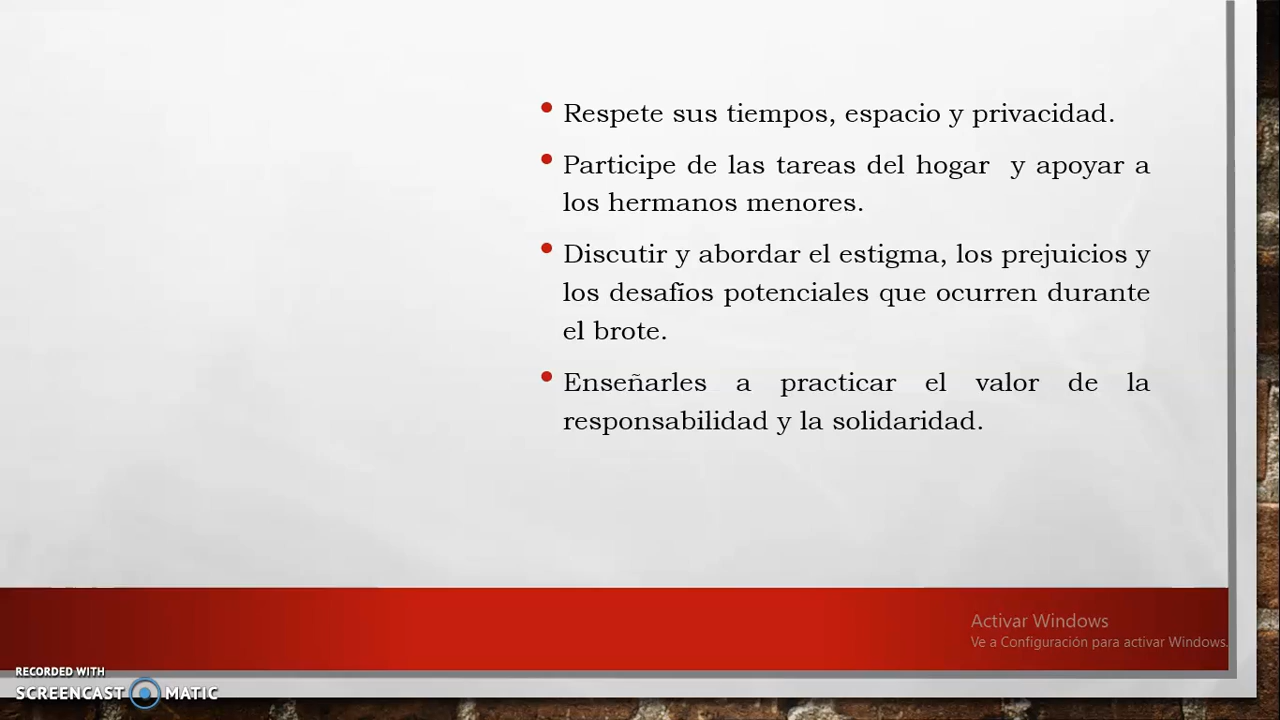 Respete sus tiempos, espacio y privacidad.
Participe de las tareas del hogar y apoyar a
los hermanos menores.
Discutir y abordar el estigma, los prejuicios y
los desafíos potenciales que ocurren durante
el brote.
Enseñarles a practicar el valor de la
responsabilidad y la solidaridad.
Activar Windows
Ve a Configuración para activar Windows.
RECORDED WITH
SCREENCAST MATIC